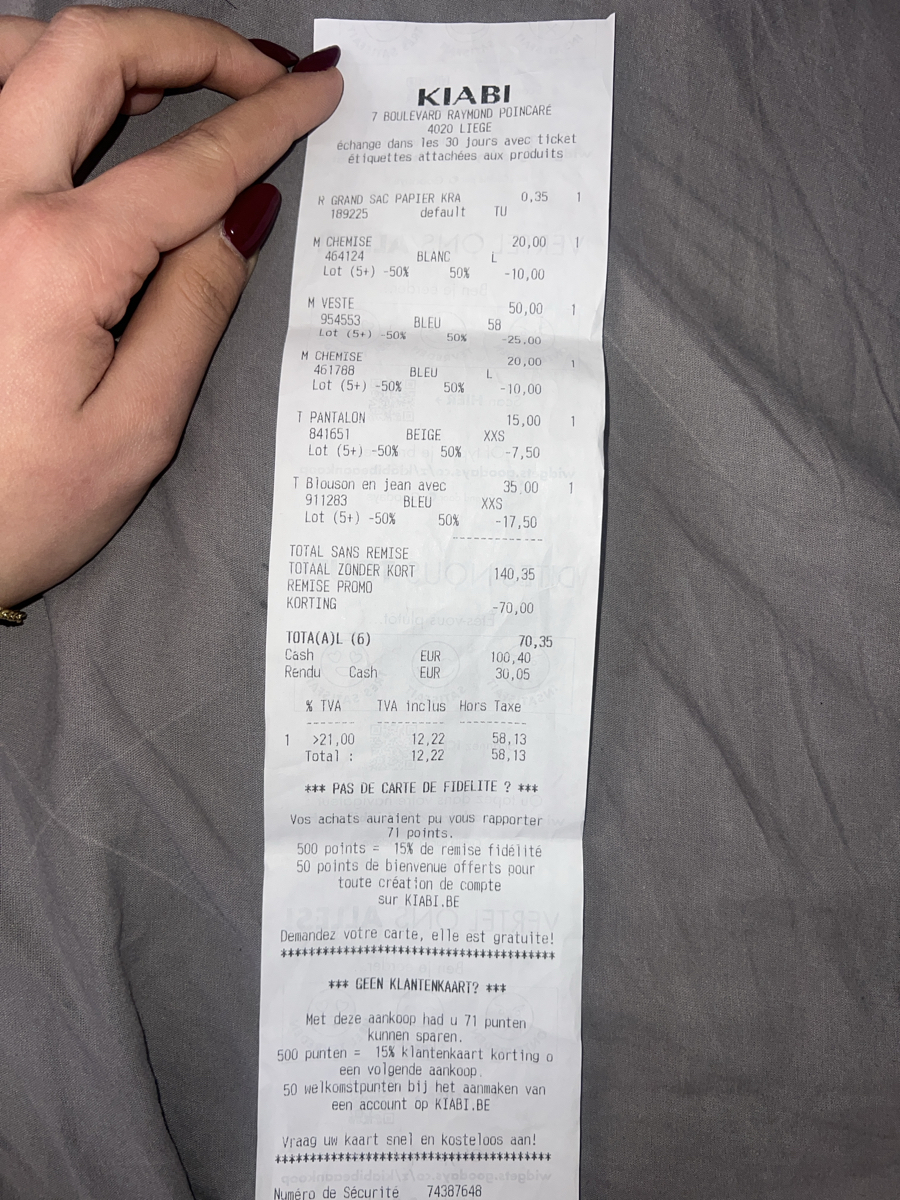 KIABI
7 BOULEVARD RAYMOND POINCARÉ
4020 LIEGE
échange dans les 30 jours avec ticket
étiquettes attachées aux produits
N GRAND SAC PAPIER KRA 0,35 1
189225 default TU
M CHEMISE 20,00 1
464124 BLANC L
Lot (5+) -50% 50% -10,00
M VESTE 50,00 1
954553 BLEU 58
Lot (5+) -50% 50% -25,00
M CHEMISE 20,00 1
461788 BLEU L
Lot (5+) -50% 50% -10,00
T PANTALON 15,00 1
841651 BEIGE XXS
Lot (5+) -50% 50% -7,50
T Blouson en jean avec 35,00 1
911283 BLEU XXS
Lot (5+) -50% 50% -17,50
--------------
TOTAL SANS REMISE
TOTAAL ZONDER KORT 140,35
REMISE PROMO
KORTING -70,00
TOTA(A)L (6) 70,35
Cash EUR 100,40
Rendu Cash EUR 30,05
% TVA TVA inclus Hors Taxe
-------- ---------- ----------
1 >21,00 12,22 58,13
Total : 12,22 58,13
*** PAS DE CARTE DE FIDELITE ? ***
Vos achats auraient pu vous rapporter
71 points.
500 points = 15% de remise fidélité
50 points de bienvenue offerts pour
toute création de compte
sur KIABI.BE
Demandez votre carte, elle est gratuite!
****************************************
*** GEEN KLANTENKAART? ***
Met deze aankoop had u 71 punten
kunnen sparen.
500 punten = 15% klantenkaart korting o
een volgende aankoop.
50 welkomstpunten bij het aanmaken van
een account op KIABI.BE
Vraag uw kaart snel en kosteloos aan!
****************************************
Numéro de Sécurité 74387648